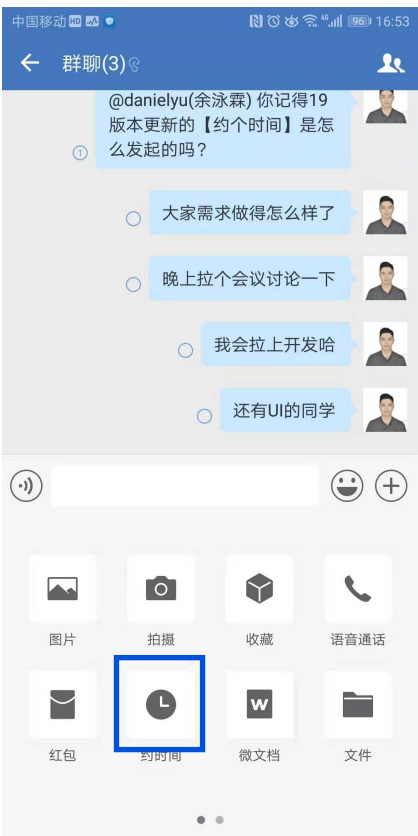 中国移动 HD 4G 96 16:53
群聊(3)
@danielyu(余泳霖) 你记得19
版本更新的【约个时间】是怎
么发起的吗？
1
大家需求做得怎么样了
晚上拉个会议讨论一下
我会拉上开发哈
还有UI的同学
图片 拍摄 收藏 语音通话
W
红包 约时间 微文档 文件